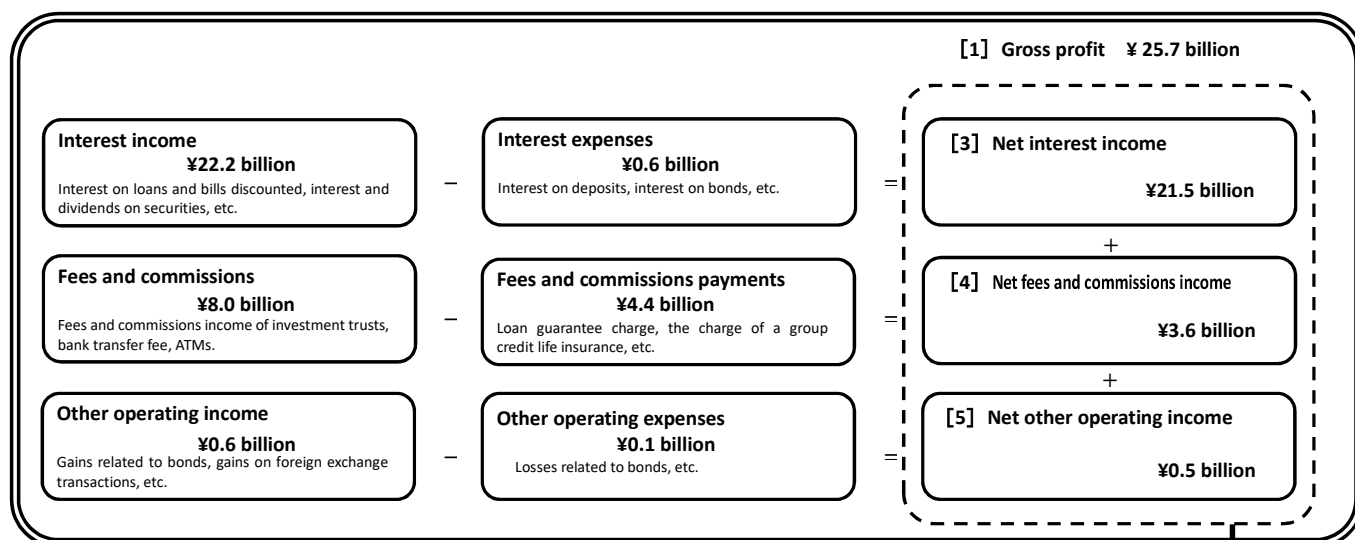 [1] Gross profit ¥ 25.7 billion
Interest income
¥22.2 billion
Interest on loans and bills discounted, interest and
dividends on securities, etc.
−
Interest expenses
¥0.6 billion
Interest on deposits, interest on bonds, etc.
=
[3] Net interest income
¥21.5 billion
+
Fees and commissions
¥8.0 billion
Fees and commissions income of investment trusts,
bank transfer fee, ATMs.
−
Fees and commissions payments
¥4.4 billion
Loan guarantee charge, the charge of a group
credit life insurance, etc.
=
[4] Net fees and commissions income
¥3.6 billion
+
Other operating income
¥0.6 billion
Gains related to bonds, gains on foreign exchange
transactions, etc.
−
Other operating expenses
¥0.1 billion
Losses related to bonds, etc.
=
[5] Net other operating income
¥0.5 billion